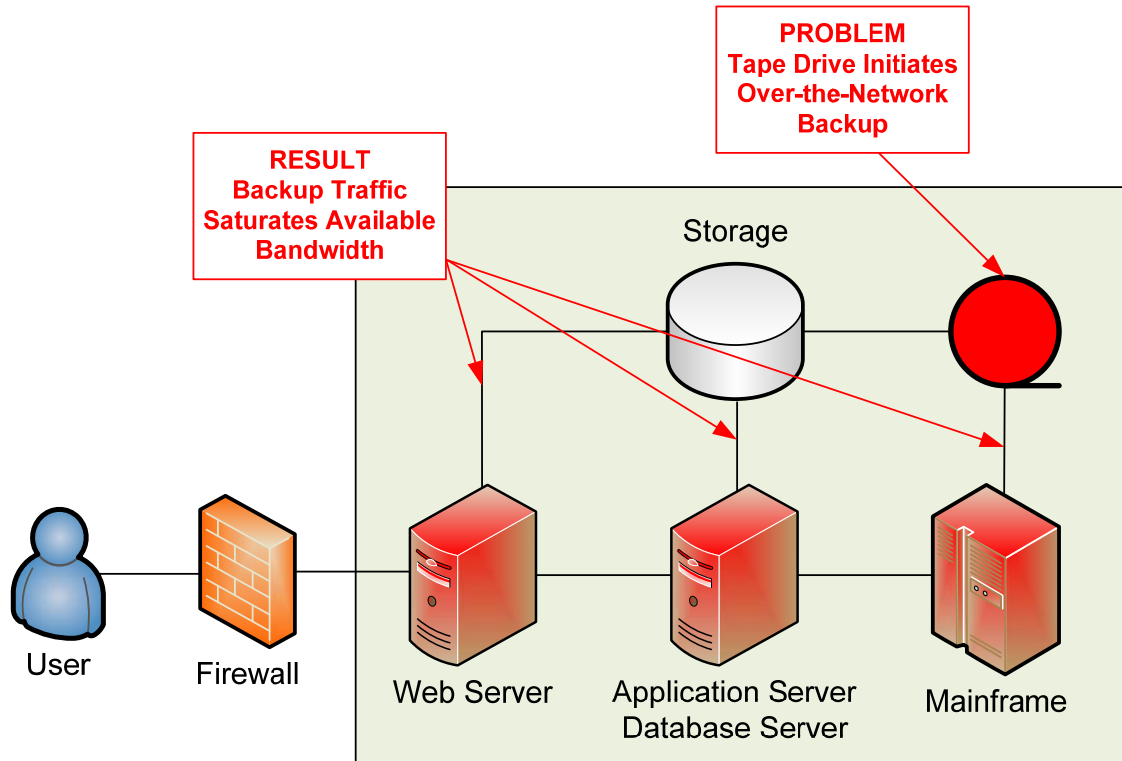 PROBLEM
Tape Drive Initiates
Over-the-Network
Backup
RESULT
Backup Traffic
Saturates Available
Bandwidth
Storage
User
Firewall
Web Server
Application Server
Database Server
Mainframe